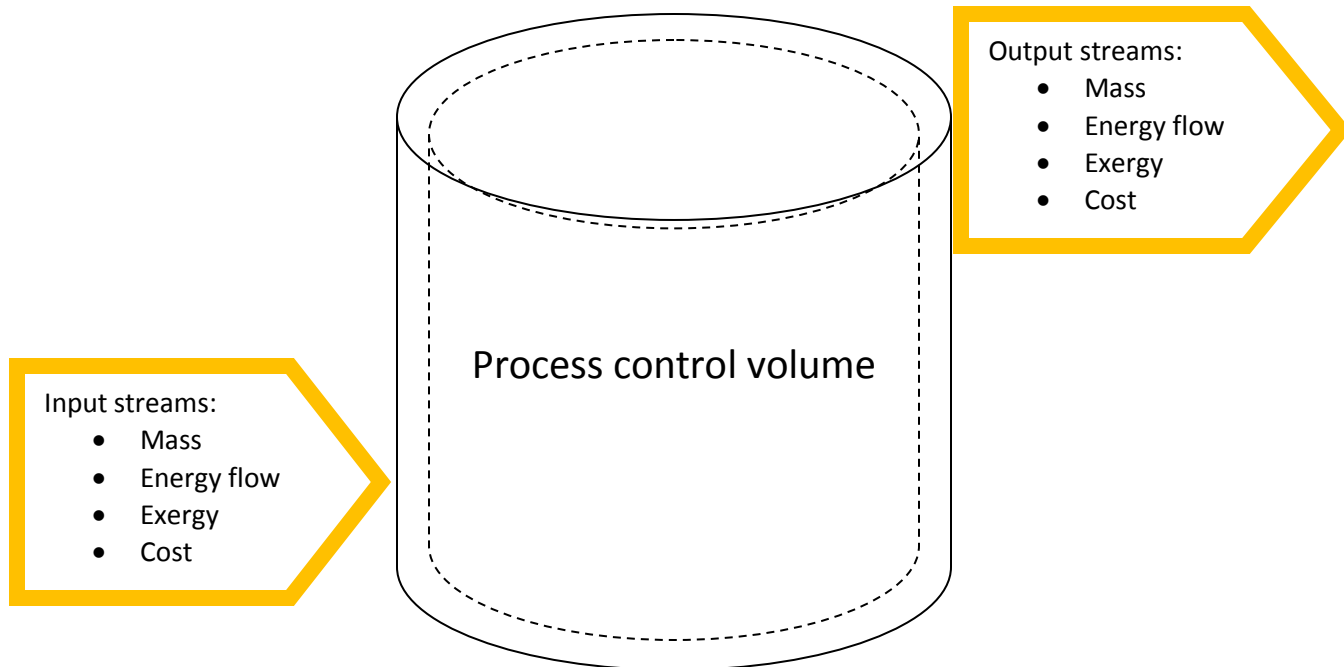 Output streams:
• Mass
• Energy flow
• Exergy
• Cost
Process control volume
Input streams:
• Mass
• Energy flow
• Exergy
• Cost